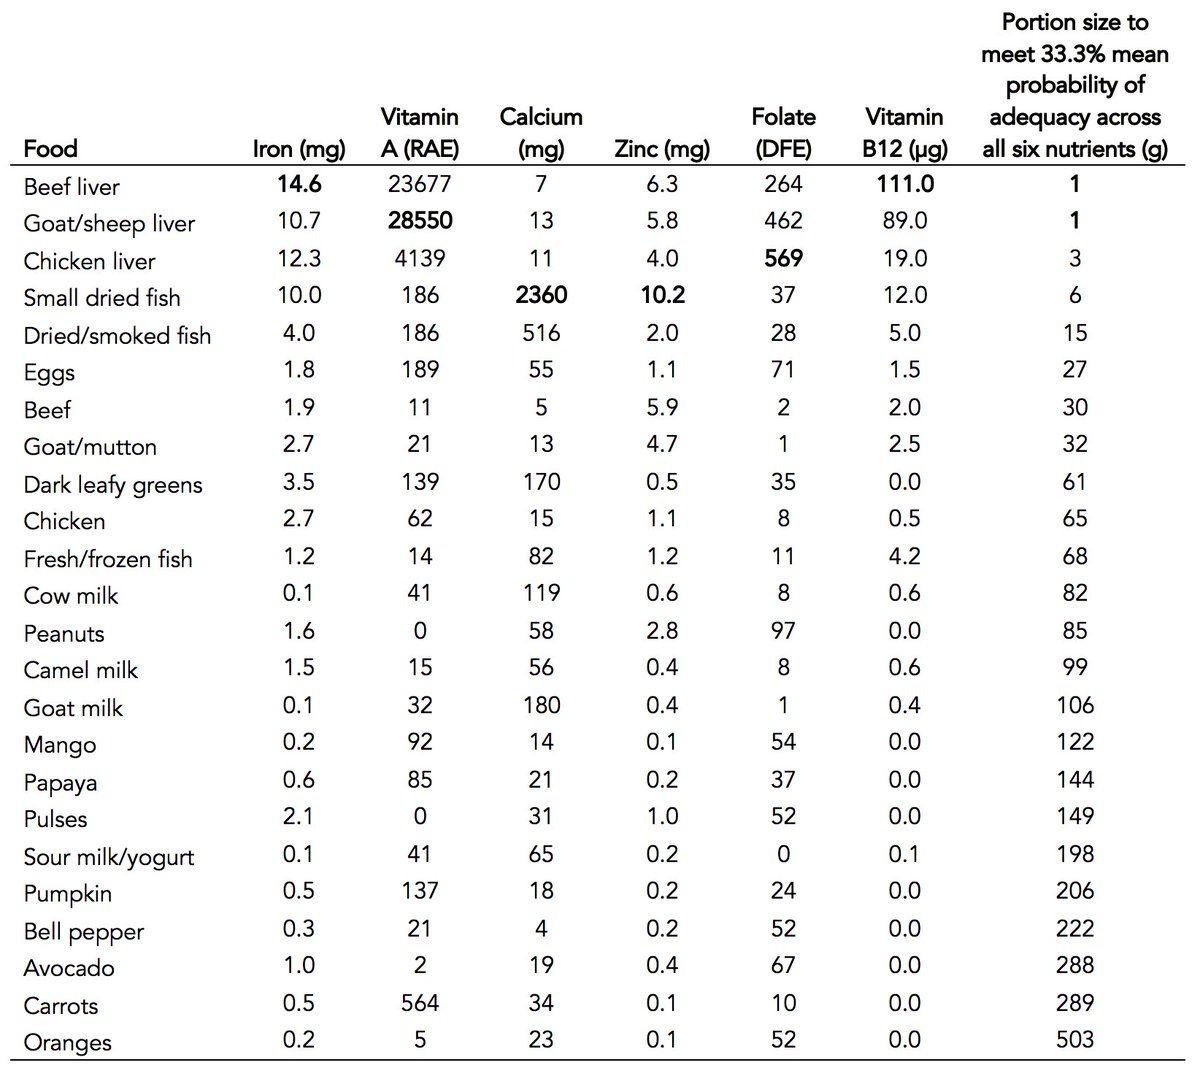 Portion size to
meet 33.3% mean
probability of
Vitamin Calcium Folate Vitamin adequacy across
Food Iron (mg) A (RAE) (mg) Zinc (mg) (DFE) B12 (µg) all six nutrients (g)
Beef liver 14.6 23677 7 6.3 264 111.0 1
Goat/sheep liver 10.7 28550 13 5.8 462 89.0 1
Chicken liver 12.3 4139 11 4.0 569 19.0 3
Small dried fish 10.0 186 2360 10.2 37 12.0 6
Dried/smoked fish 4.0 186 516 2.0 28 5.0 15
Eggs 1.8 189 55 1.1 71 1.5 27
Beef 1.9 11 5 5.9 2 2.0 30
Goat/mutton 2.7 21 13 4.7 1 2.5 32
Dark leafy greens 3.5 139 170 0.5 35 0.0 61
Chicken 2.7 62 15 1.1 8 0.5 65
Fresh/frozen fish 1.2 14 82 1.2 11 4.2 68
Cow milk 0.1 41 119 0.6 8 0.6 82
Peanuts 1.6 0 58 2.8 97 0.0 85
Camel milk 1.5 15 56 0.4 8 0.6 99
Goat milk 0.1 32 180 0.4 1 0.4 106
Mango 0.2 92 14 0.1 54 0.0 122
Papaya 0.6 85 21 0.2 37 0.0 144
Pulses 2.1 0 31 1.0 52 0.0 149
Sour milk/yogurt 0.1 41 65 0.2 0 0.1 198
Pumpkin 0.5 137 18 0.2 24 0.0 206
Bell pepper 0.3 21 4 0.2 52 0.0 222
Avocado 1.0 2 19 0.4 67 0.0 288
Carrots 0.5 564 34 0.1 10 0.0 289
Oranges 0.2 5 23 0.1 52 0.0 503